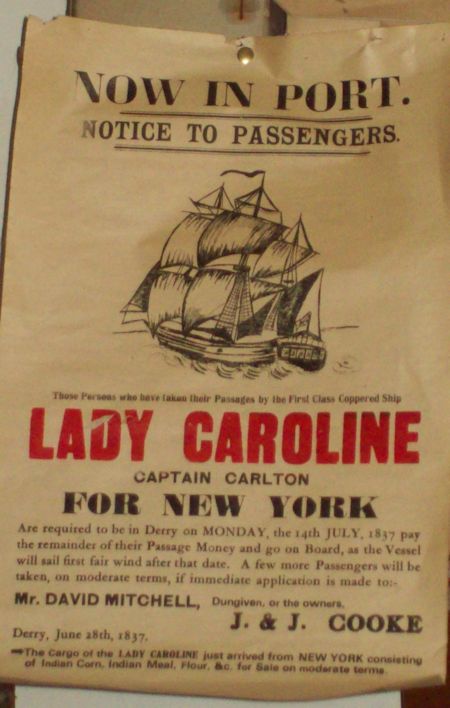 NOW IN PORT.
NOTICE TO PASSENGERS.
Those Persons who have taken their Passages by the First Class Coppered Ship
LADY CAROLINE
CAPTAIN CARLTON
FOR NEW YORK
Are required to be in Derry on MONDAY, the 14th JULY, 1837 pay
the remainder of their Passage Money and go on Board, as the Vessel
will sail first fair wind after that date. A few more Passengers will be
taken, on moderate terms, if immediate application is made to:-
Mr. DAVID MITCHELL, Dungiven, or the owners,
J. & J. COOKE
Derry, June 28th, 1837.
The Cargo of the LADY CAROLINE just arrived from NEW YORK consisting
of Indian Corn, Indian Meal, Flour, &c. for Sale on moderate terms